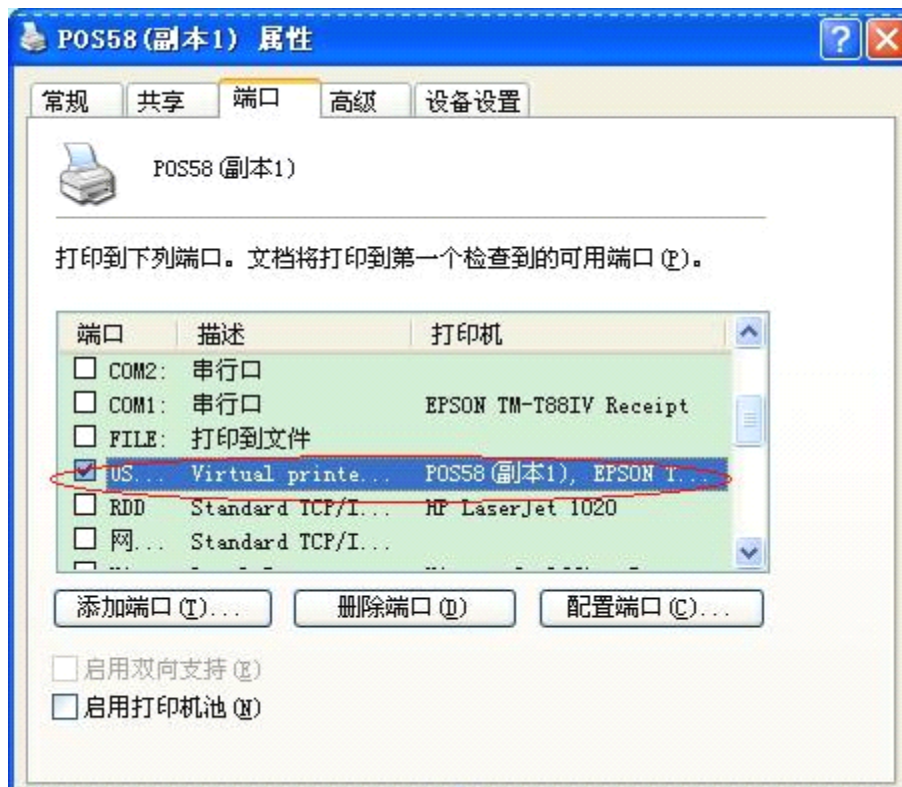 POS58(副本1) 属性
常规 共享 端口 高级 设备设置
POS58(副本1)
打印到下列端口。文档将打印到第一个检查到的可用端口(P)。
端口 描述 打印机
COM2: 串行口
COM1: 串行口 EPSON TM-T88IV Receipt
FILE: 打印到文件
US... Virtual printe... POS58(副本1), EPSON T...
RDD Standard TCP/I... HP LaserJet 1020
网... Standard TCP/I...
添加端口(T)... 删除端口(D) 配置端口(C)...
启用双向支持(E)
启用打印机池(N)